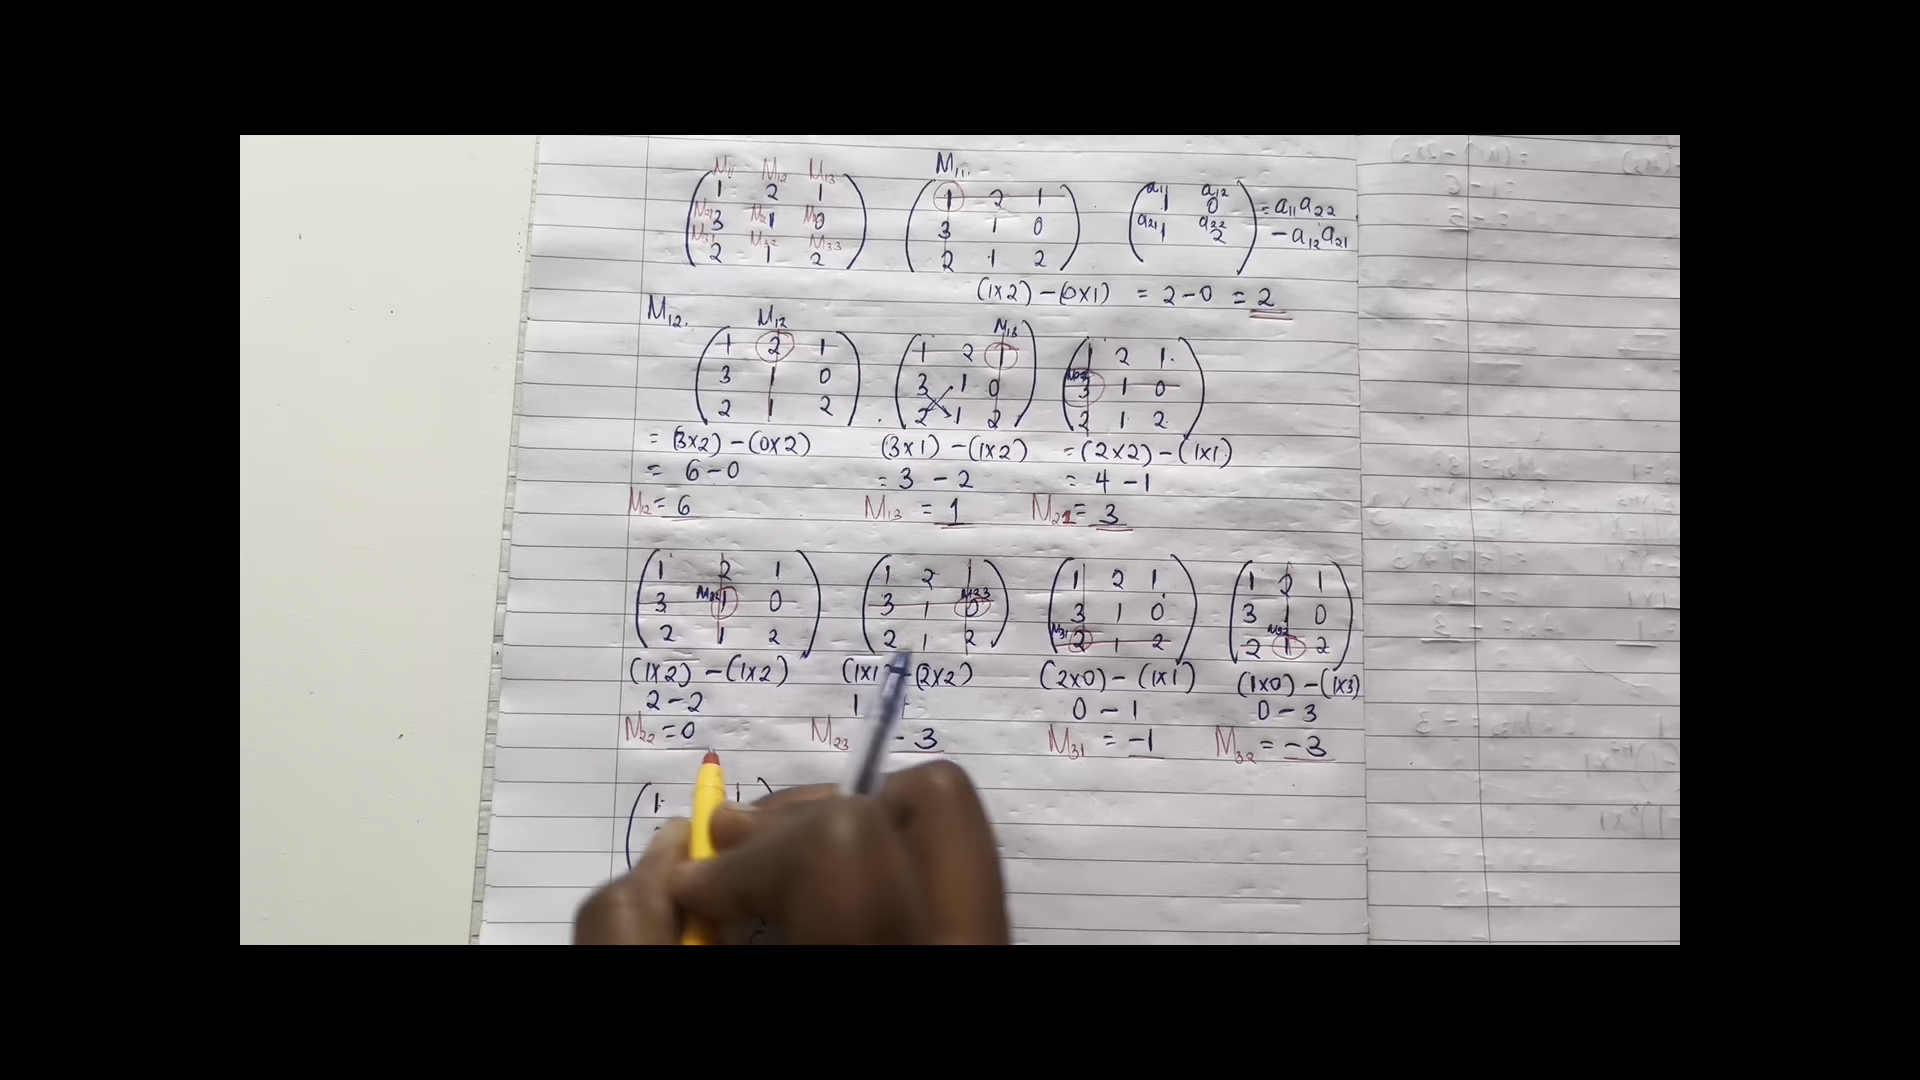 M11 M12 M13
1 2 1
M21 M22 M23
3 1 0
M31 M32 M33
2 1 2
M11.
1 2 1
3 1 0
2 1 2
a11 a12
1 0
a21 a22
1 2
= a11 a22
- a12 a21
(1x2) - (0x1) = 2 - 0 = 2
M12.
M12
1 2 1
3 1 0
2 1 2
= (3x2) - (0x2)
= 6 - 0
M12 = 6
M13
1 2 1
3 1 0
2 1 2
(3x1) - (1x2)
= 3 - 2
M13 = 1
1 2 1
3 1 0
2 1 2
= (2x2) - (1x1)
= 4 - 1
M21 = 3
1 2 1
3 M22 1 0
2 1 2
(1x2) - (1x2)
2 - 2
M22 = 0
1 2 1
3 1 M23 0
2 1 2
(1x1 - (2x2)
1
M23 - 3
1 2 1
3 1 0
M31 2 1 2
(2x0) - (1x1)
0 - 1
M31 = -1
1 2 1
3 1 0
2 M32 1 2
(1x0) - (1x3)
0 - 3
M32 = -3
1 1